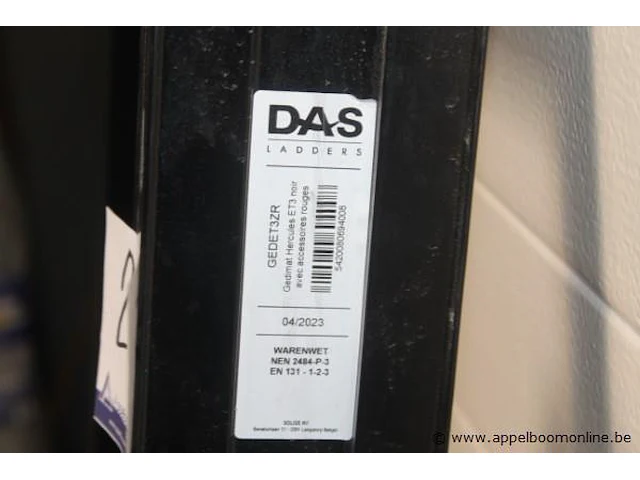 DAS
LADDERS
GEDET3ZR
Gedimat Hercules ET3 noir
avec accessoires rouges
5420080694008
04/2023
WARENWET
NEN 2484-P-3
EN 131 - 1-2-3
2
© www.appelboomonline.be